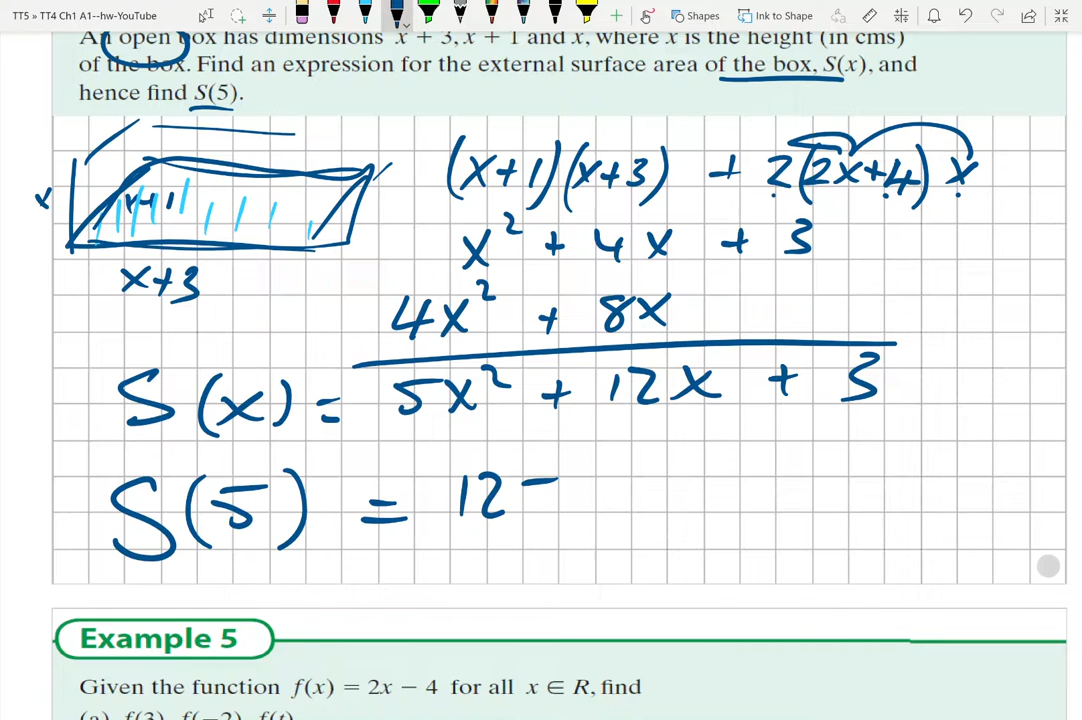 TT5 » TT4 Ch1 A1--hw-YouTube
Shapes
Ink to Shape
An open box has dimensions x + 3, x + 1 and x, where x is the height (in cms)
of the box. Find an expression for the external surface area of the box, S(x), and
hence find S(5).
(x+1)(x+3) + 2(2x+4)x
x
x+1
x² + 4x + 3
x+3
4x² + 8x
S(x) = 5x² + 12x + 3
S(5) = 12
Example 5
Given the function f(x) = 2x − 4 for all x ∈ R, find
(a) f(3), f(−2), f(t)